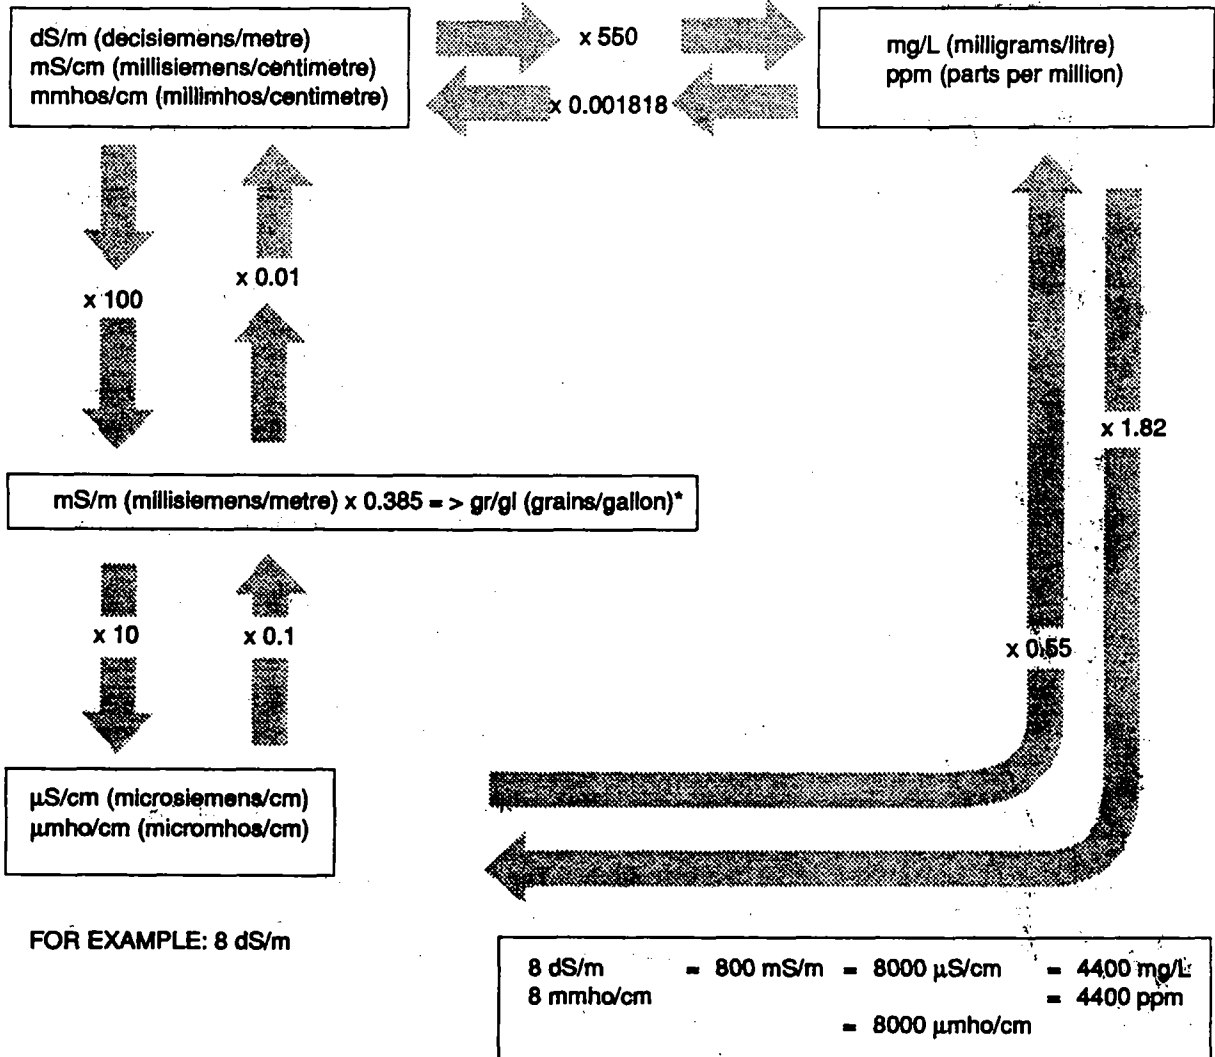 dS/m (decisiemens/metre)
mS/cm (millisiemens/centimetre)
mmhos/cm (millimhos/centimetre)
x 550
x 0.001818
mg/L (milligrams/litre)
ppm (parts per million)
x 100
x 0.01
x 1.82
mS/m (millisiemens/metre) x 0.385 = > gr/gl (grains/gallon)*
x 10
x 0.1
x 0.55
µS/cm (microsiemens/cm)
µmho/cm (micromhos/cm)
FOR EXAMPLE: 8 dS/m
8 dS/m = 800 mS/m = 8000 µS/cm = 4400 mg/L
8 mmho/cm = 4400 ppm
= 8000 µmho/cm